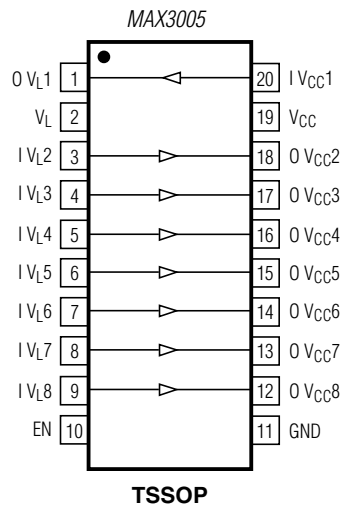 MAX3005
O VL1 1 20 I VCC1
VL 2 19 VCC
I VL2 3 18 O VCC2
I VL3 4 17 O VCC3
I VL4 5 16 O VCC4
I VL5 6 15 O VCC5
I VL6 7 14 O VCC6
I VL7 8 13 O VCC7
I VL8 9 12 O VCC8
EN 10 11 GND
TSSOP